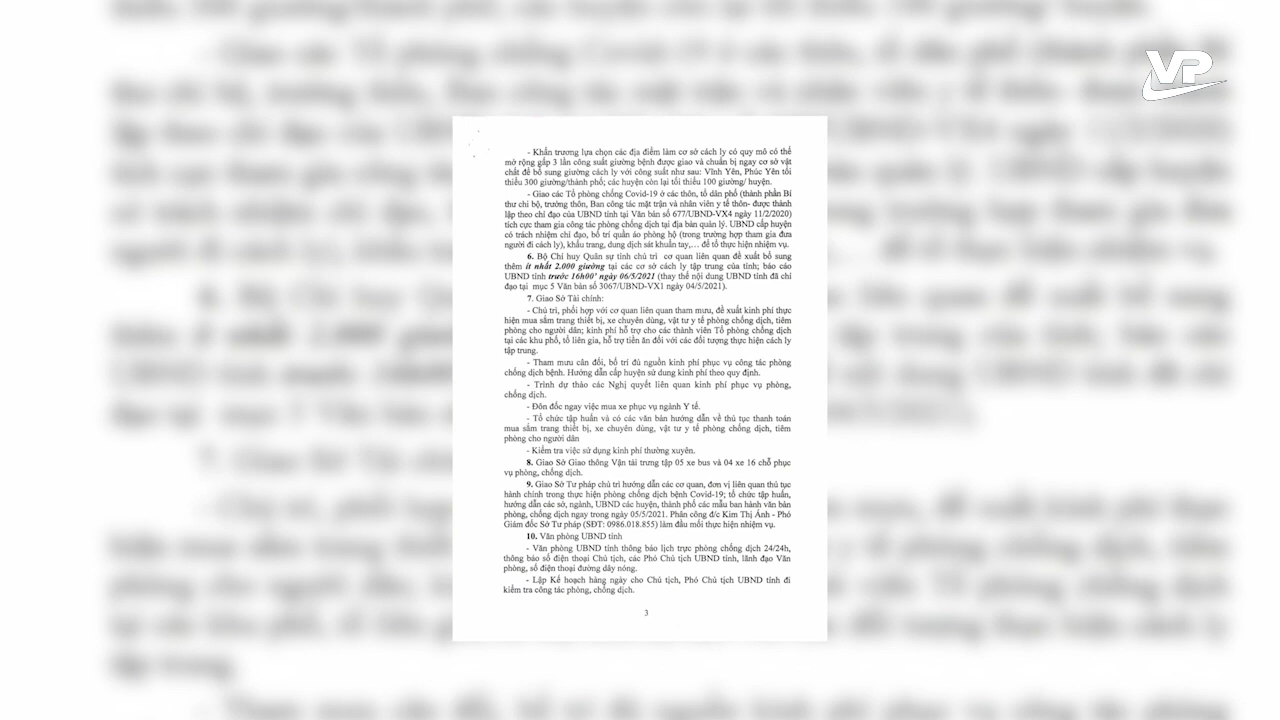 VP
- Khẩn trương lựa chọn các địa điểm làm cơ sở cách ly có quy mô có thể
mở rộng gấp 3 lần công suất giường bệnh được giao và chuẩn bị ngay cơ sở vật
chất để bổ sung giường cách ly với công suất như sau: Vĩnh Yên, Phúc Yên tối
thiểu 300 giường/thành phố; các huyện còn lại tối thiểu 100 giường/ huyện.
- Giao các Tổ phòng chống Covid-19 ở các thôn, tổ dân phố (thành phần Bí
thư chi bộ, trưởng thôn, Ban công tác mặt trận và nhân viên y tế thôn- được thành
lập theo chỉ đạo của UBND tỉnh tại Văn bản số 677/UBND-VX4 ngày 11/2/2020)
tích cực tham gia công tác phòng chống dịch tại địa bàn quản lý. UBND cấp huyện
có trách nhiệm chỉ đạo, bố trí quần áo phòng hộ (trong trường hợp tham gia đưa
người đi cách ly), khẩu trang, dung dịch sát khuẩn tay,… để tổ thực hiện nhiệm vụ.
6. Bộ Chỉ huy Quân sự tỉnh chủ trì cơ quan liên quan đề xuất bổ sung
thêm ít nhất 2.000 giường tại các cơ sở cách ly tập trung của tỉnh; báo cáo
UBND tỉnh trước 16h00' ngày 06/5/2021 (thay thế nội dung UBND tỉnh đã chỉ
đạo tại mục 5 Văn bản số 3067/UBND-VX1 ngày 04/5/2021).
7. Giao Sở Tài chính:
- Chủ trì, phối hợp với cơ quan liên quan tham mưu, đề xuất kinh phí thực
hiện mua sắm trang thiết bị, xe chuyên dùng, vật tư y tế phòng chống dịch, tiêm
phòng cho người dân; kinh phí hỗ trợ cho các thành viên Tổ phòng chống dịch
tại các khu phố, tổ liên gia, hỗ trợ tiền ăn đối với các đối tượng thực hiện cách ly
tập trung.
- Tham mưu cân đối, bố trí đủ nguồn kinh phí phục vụ công tác phòng
chống dịch bệnh. Hướng dẫn cấp huyện sử dụng kinh phí theo quy định.
- Trình dự thảo các Nghị quyết liên quan kinh phí phục vụ phòng,
chống dịch.
- Đôn đốc ngay việc mua xe phục vụ ngành Y tế.
- Tổ chức tập huấn và có các văn bản hướng dẫn về thủ tục thanh toán
mua sắm trang thiết bị, xe chuyên dùng, vật tư y tế phòng chống dịch, tiêm
phòng cho người dân
- Kiểm tra việc sử dụng kinh phí thường xuyên.
8. Giao Sở Giao thông Vận tải trưng tập 05 xe bus và 04 xe 16 chỗ phục
vụ phòng, chống dịch.
9. Giao Sở Tư pháp chủ trì hướng dẫn các cơ quan, đơn vị liên quan thủ tục
hành chính trong thực hiện phòng chống dịch bệnh Covid-19; tổ chức tập huấn,
hướng dẫn các sở, ngành, UBND các huyện, thành phố các mẫu ban hành văn bản
phòng, chống dịch ngay trong ngày 05/5/2021. Phân công đ/c Kim Thị Ánh - Phó
Giám đốc Sở Tư pháp (SĐT: 0986.018.855) làm đầu mối thực hiện nhiệm vụ.
10. Văn phòng UBND tỉnh
- Văn phòng UBND tỉnh thông báo lịch trực phòng chống dịch 24/24h,
thông báo số điện thoại Chủ tịch, các Phó Chủ tịch UBND tỉnh, lãnh đạo Văn
phòng, số điện thoại đường dây nóng.
- Lập Kế hoạch hàng ngày cho Chủ tịch, Phó Chủ tịch UBND tỉnh đi
kiểm tra công tác phòng, chống dịch.
3